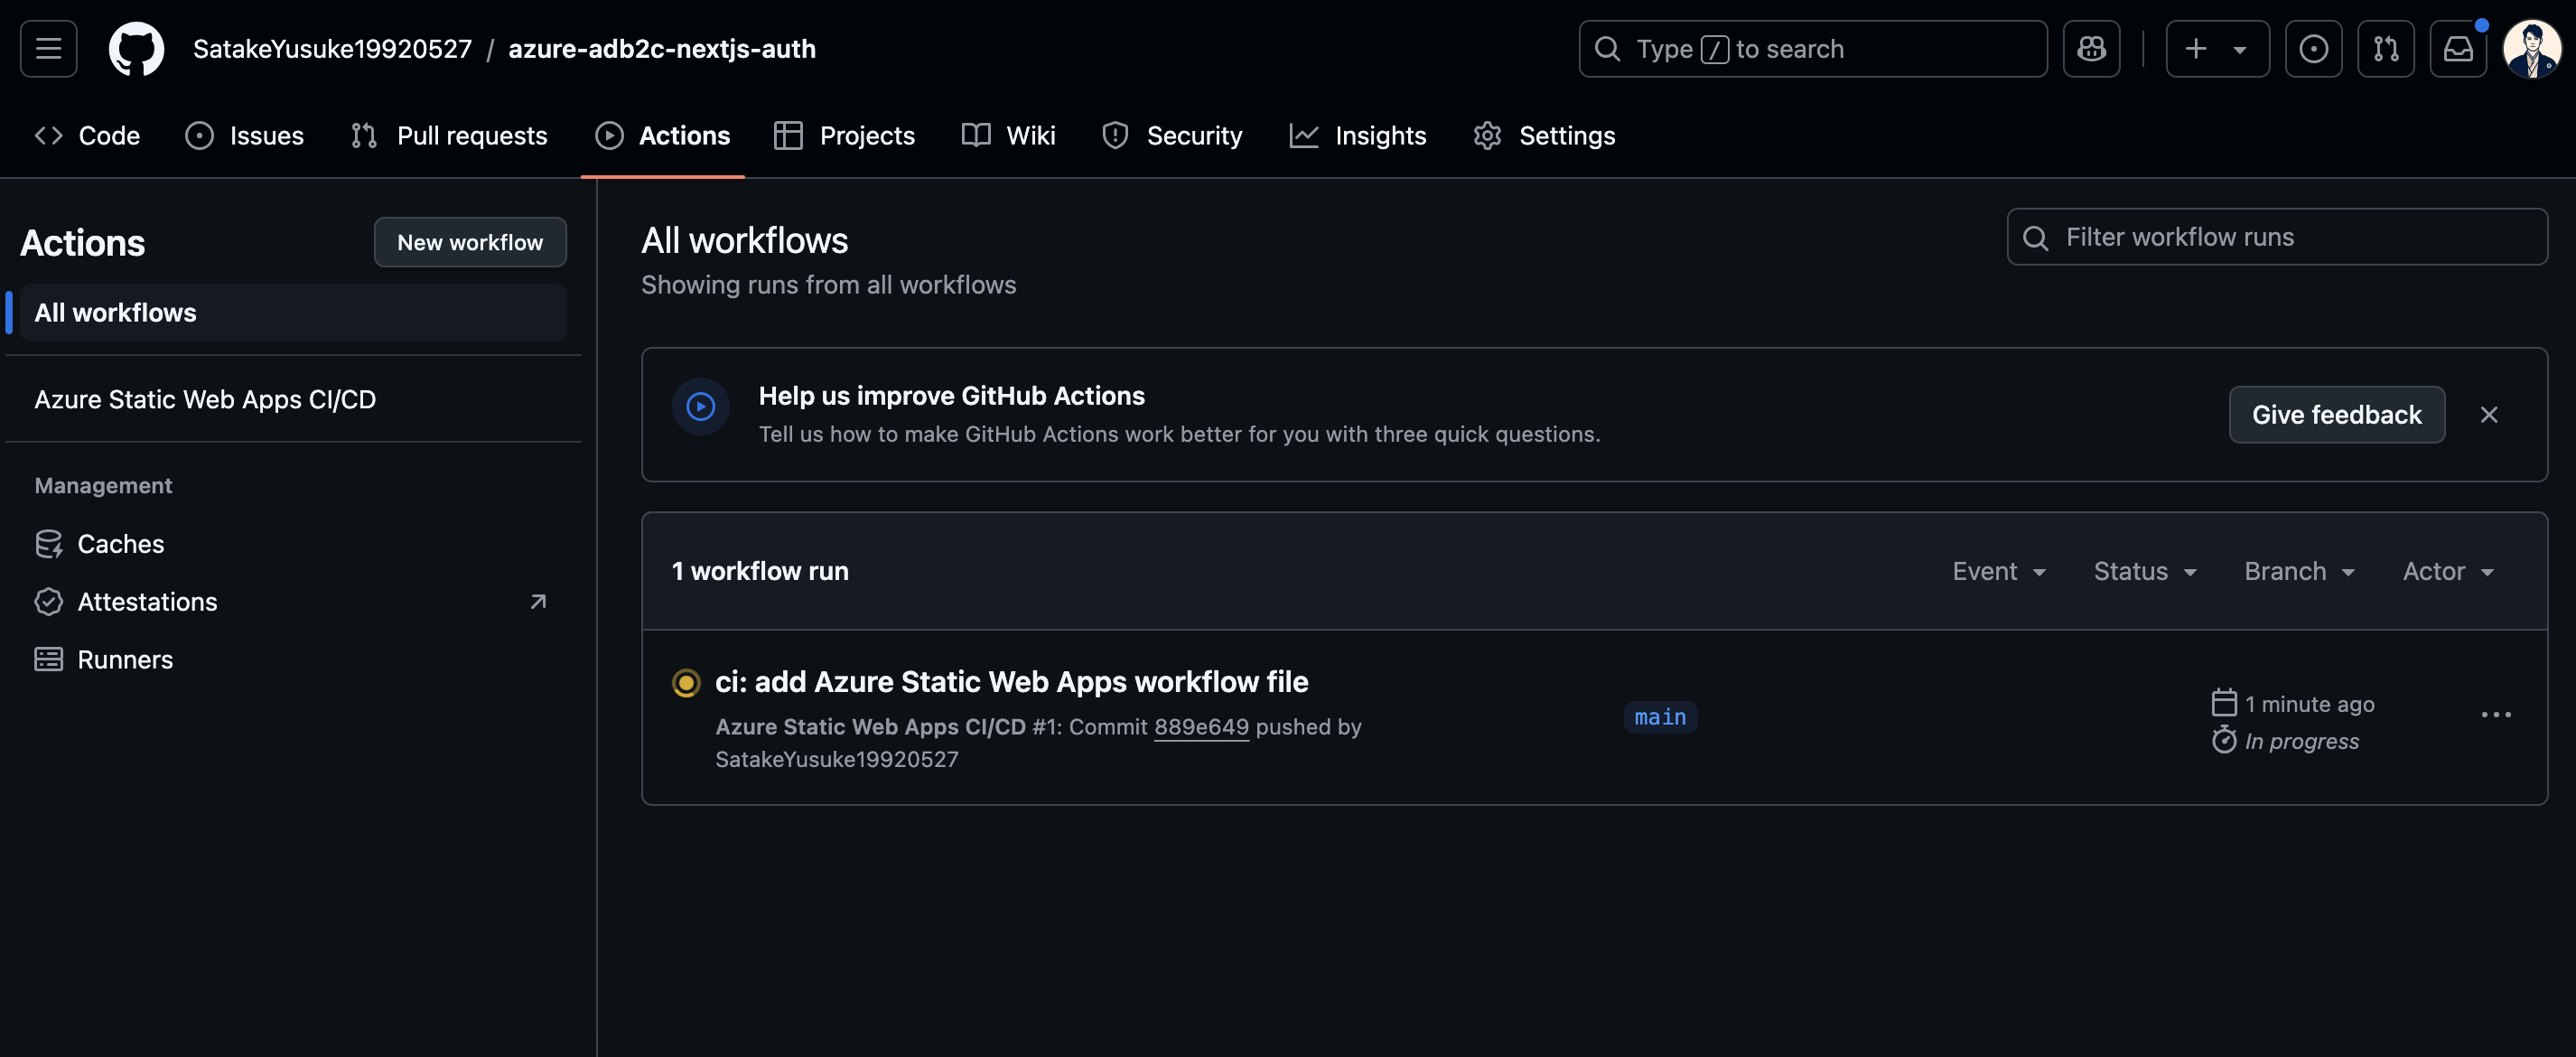 SatakeYusuke19920527 / azure-adb2c-nextjs-auth
Type / to search
Code
Issues
Pull requests
Actions
Projects
Wiki
Security
Insights
Settings
Actions
New workflow
All workflows
Azure Static Web Apps CI/CD
Management
Caches
Attestations
Runners
All workflows
Showing runs from all workflows
Filter workflow runs
Help us improve GitHub Actions
Tell us how to make GitHub Actions work better for you with three quick questions.
Give feedback
1 workflow run
Event
Status
Branch
Actor
ci: add Azure Static Web Apps workflow file
Azure Static Web Apps CI/CD #1: Commit 889e649 pushed by
SatakeYusuke19920527
main
1 minute ago
In progress